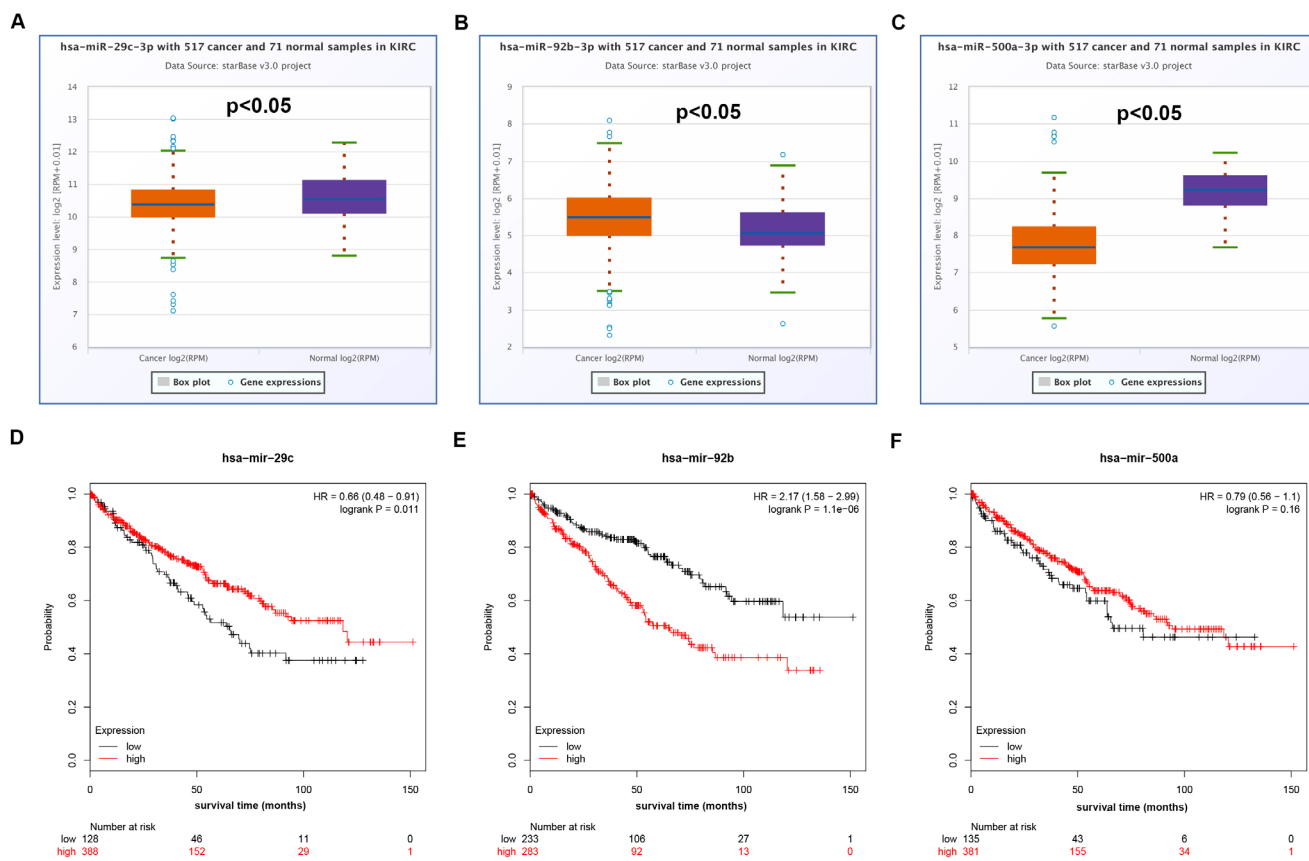 A
hsa-miR-29c-3p with 517 cancer and 71 normal samples in KIRC
Data Source: starBase v3.0 project
p<0.05
Expression level: log2 [RPM+0.01]
14
13
12
11
10
9
8
7
6
Cancer log2(RPM)
Normal log2(RPM)
Box plot
Gene expressions
B
hsa-miR-92b-3p with 517 cancer and 71 normal samples in KIRC
Data Source: starBase v3.0 project
p<0.05
Expression level: log2 [RPM+0.01]
9
8
7
6
5
4
3
2
Cancer log2(RPM)
Normal log2(RPM)
Box plot
Gene expressions
C
hsa-miR-500a-3p with 517 cancer and 71 normal samples in KIRC
Data Source: starBase v3.0 project
p<0.05
Expression level: log2 [RPM+0.01]
12
11
10
9
8
7
6
5
Cancer log2(RPM)
Normal log2(RPM)
Box plot
Gene expressions
D
hsa-mir-29c
HR = 0.66 (0.48 − 0.91)
logrank P = 0.011
Probability
1.0
0.8
0.6
0.4
0.2
0.0
Expression
low
high
0 50 100 150
survival time (months)
Number at risk
low 128 46 11 0
high 388 152 29 1
E
hsa-mir-92b
HR = 2.17 (1.58 − 2.99)
logrank P = 1.1e-06
Probability
1.0
0.8
0.6
0.4
0.2
0.0
Expression
low
high
0 50 100 150
survival time (months)
Number at risk
low 233 106 27 1
high 283 92 13 0
F
hsa-mir-500a
HR = 0.79 (0.56 − 1.1)
logrank P = 0.16
Probability
1.0
0.8
0.6
0.4
0.2
0.0
Expression
low
high
0 50 100 150
survival time (months)
Number at risk
low 135 43 6 0
high 381 155 34 1